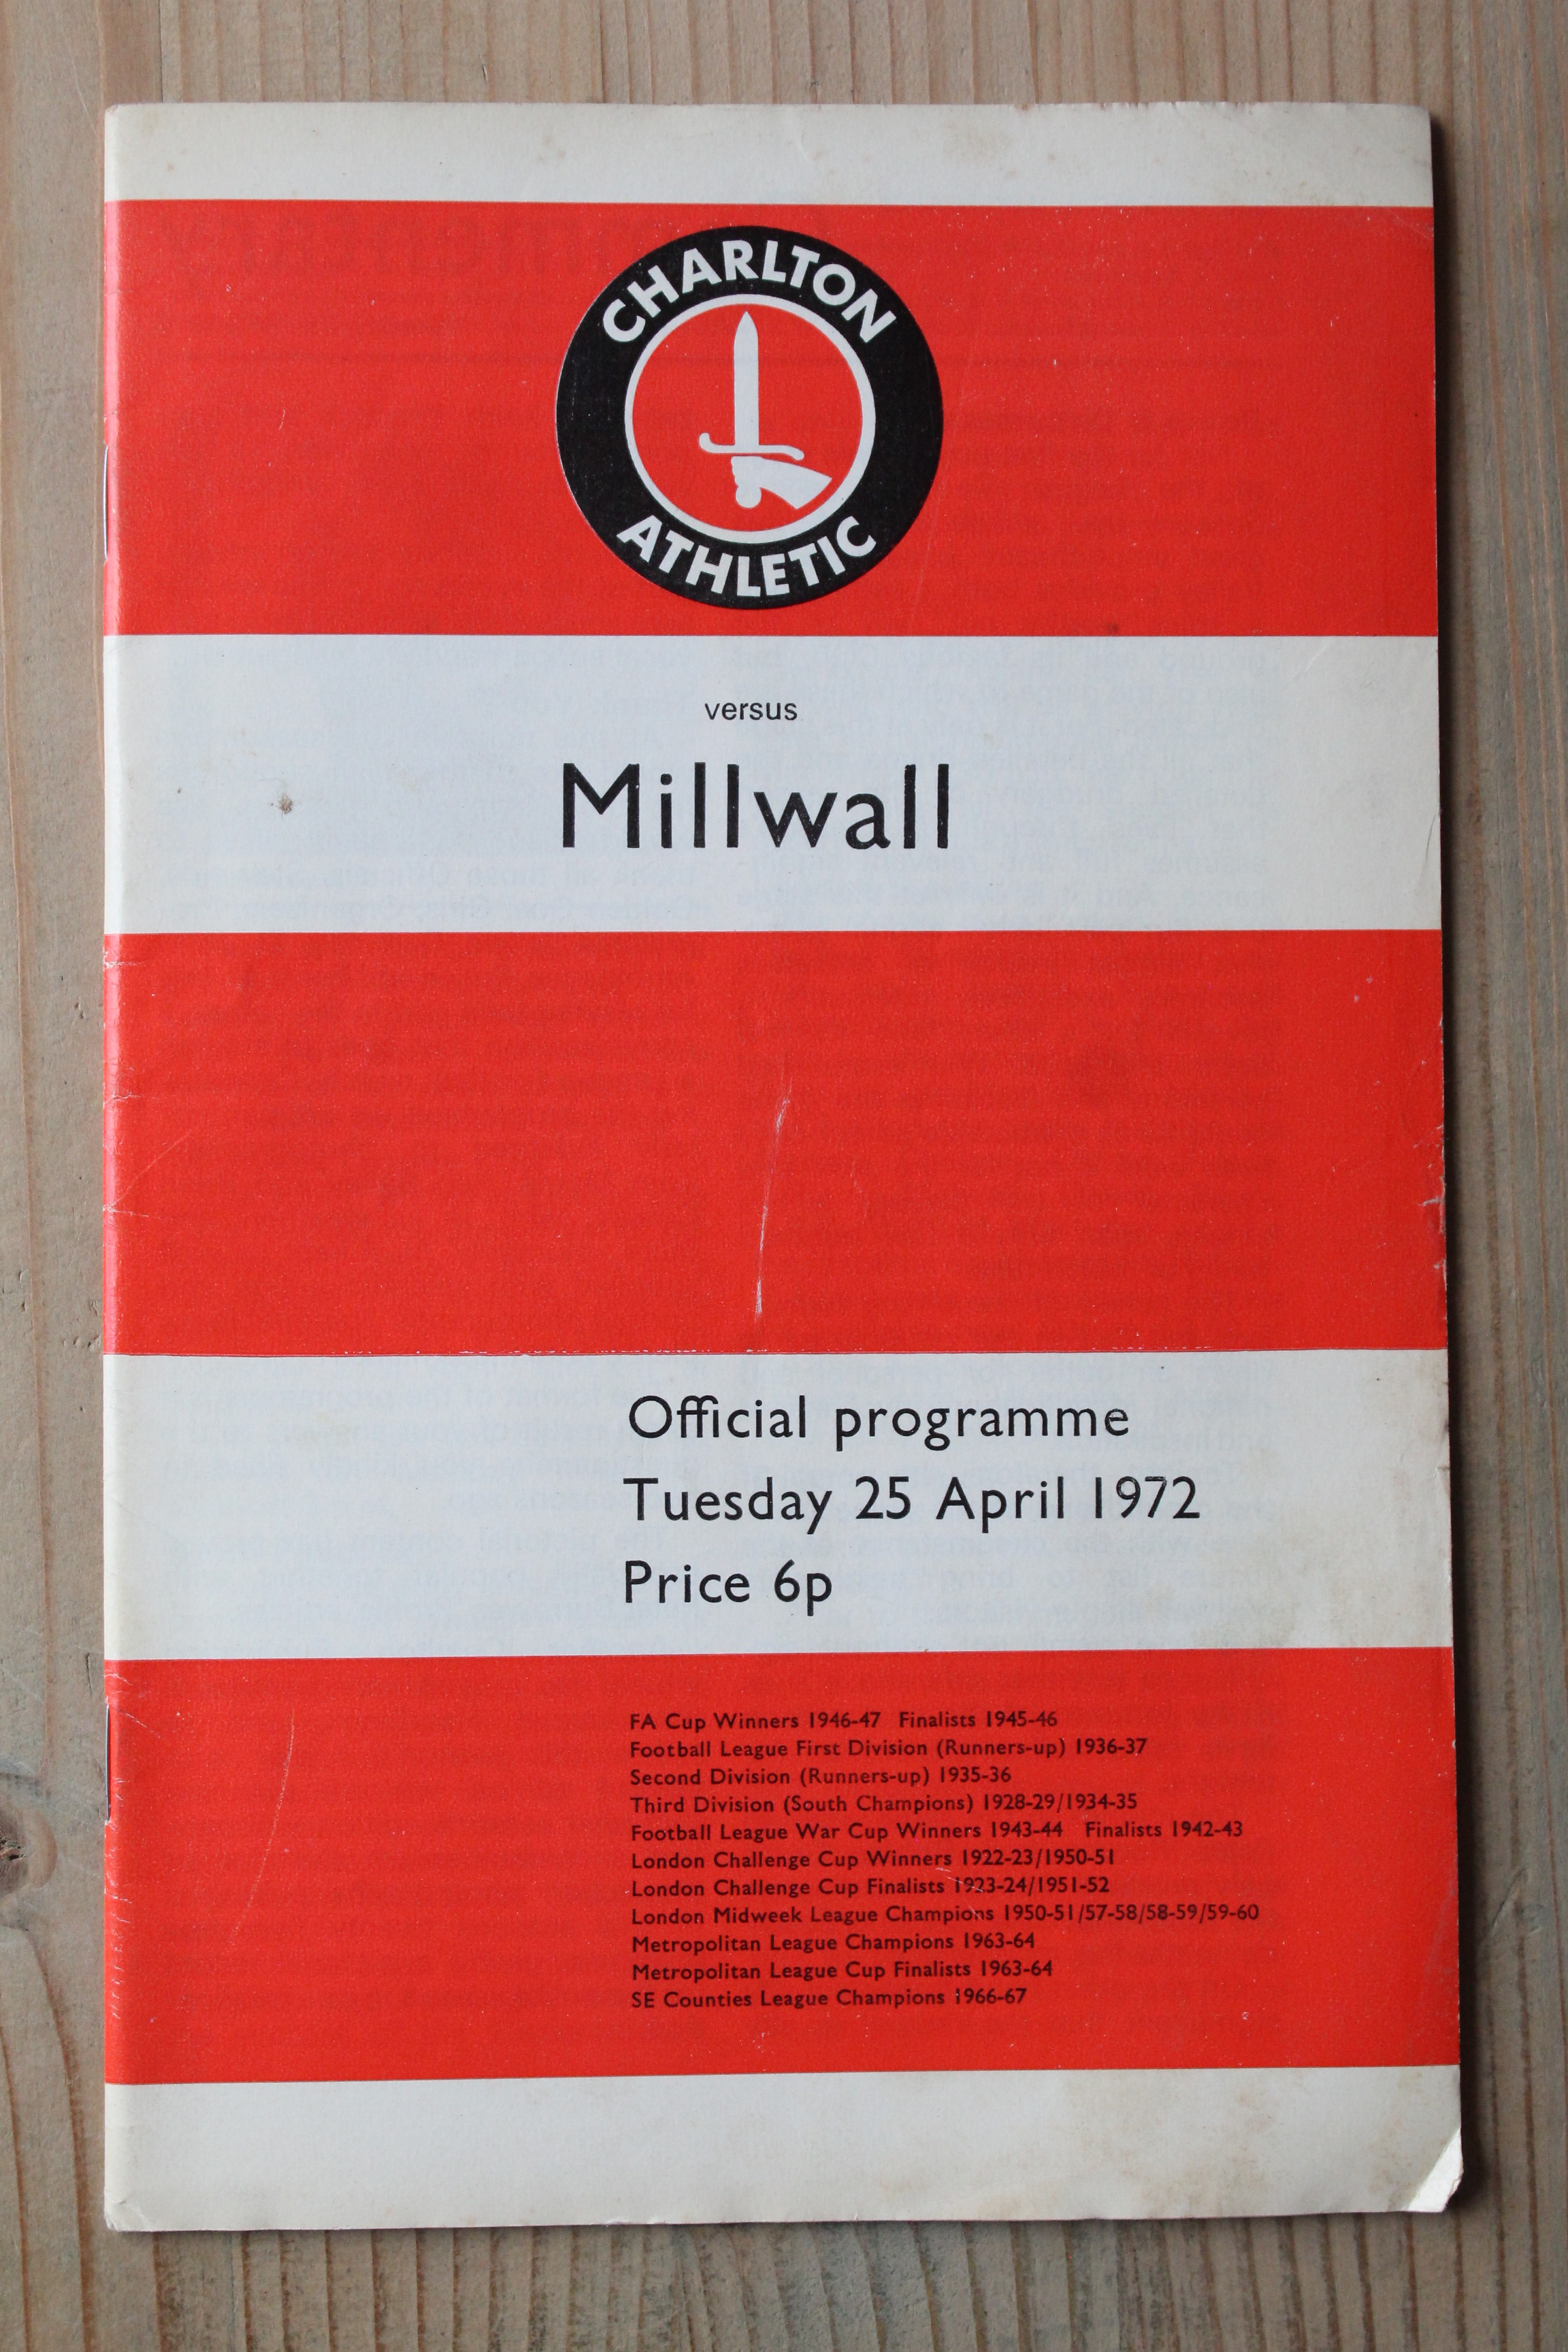 CHARLTON
ATHLETIC
versus
Millwall
Official programme
Tuesday 25 April 1972
Price 6p
FA Cup Winners 1946-47 Finalists 1945-46
Football League First Division (Runners-up) 1936-37
Second Division (Runners-up) 1935-36
Third Division (South Champions) 1928-29/1934-35
Football League War Cup Winners 1943-44 Finalists 1942-43
London Challenge Cup Winners 1922-23/1950-51
London Challenge Cup Finalists 1923-24/1951-52
London Midweek League Champions 1950-51/57-58/58-59/59-60
Metropolitan League Champions 1963-64
Metropolitan League Cup Finalists 1963-64
SE Counties League Champions 1966-67